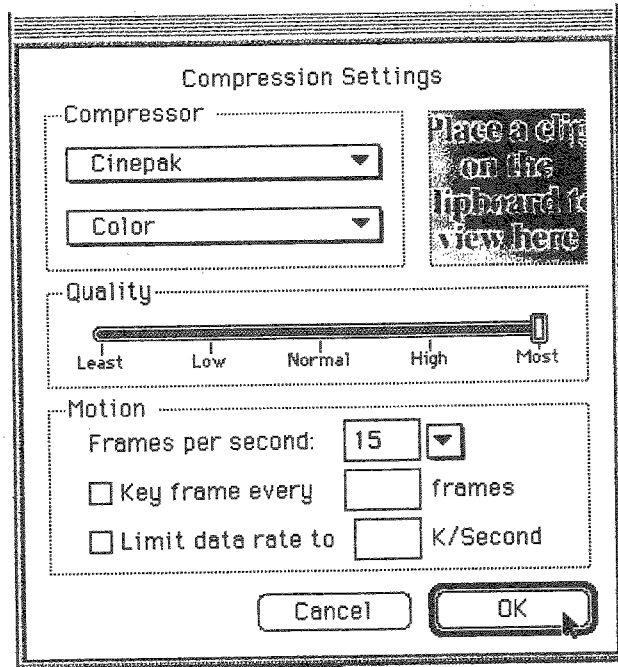 Compression Settings
Compressor
Cinepak
Color
Place a clip
on the
lipboard to
view here
Quality
Least Low Normal High Most
Motion
Frames per second: 15
Key frame every frames
Limit data rate to K/Second
Cancel OK